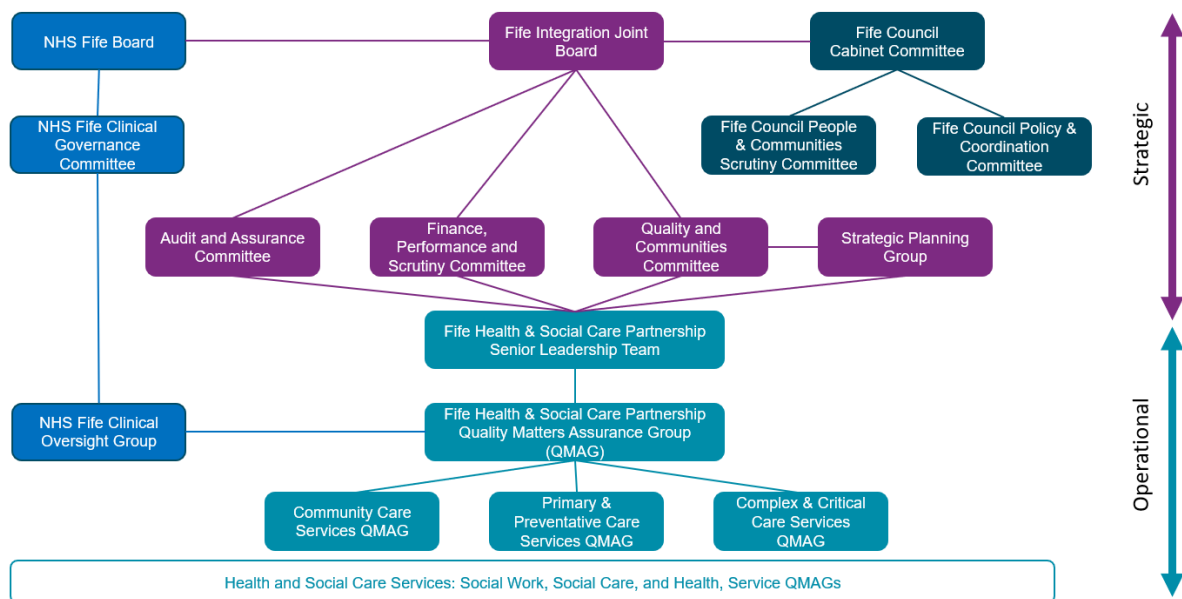 NHS Fife Board
Fife Integration Joint
Board
Fife Council
Cabinet Committee
NHS Fife Clinical
Governance
Committee
Fife Council People
& Communities
Scrutiny Committee
Fife Council Policy &
Coordination
Committee
Strategic
Audit and Assurance
Committee
Finance,
Performance and
Scrutiny Committee
Quality and
Communities
Committee
Strategic Planning
Group
Fife Health & Social Care Partnership
Senior Leadership Team
NHS Fife Clinical
Oversight Group
Fife Health & Social Care Partnership
Quality Matters Assurance Group
(QMAG)
Operational
Community Care
Services QMAG
Primary &
Preventative Care
Services QMAG
Complex & Critical
Care Services
QMAG
Health and Social Care Services: Social Work, Social Care, and Health, Service QMAGs